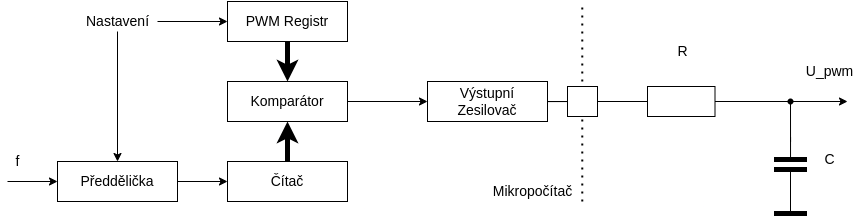 Nastavení
PWM Registr
R
U_pwm
Komparátor
Výstupní
Zesilovač
f
Předdělička
Čítač
C
Mikropočítač